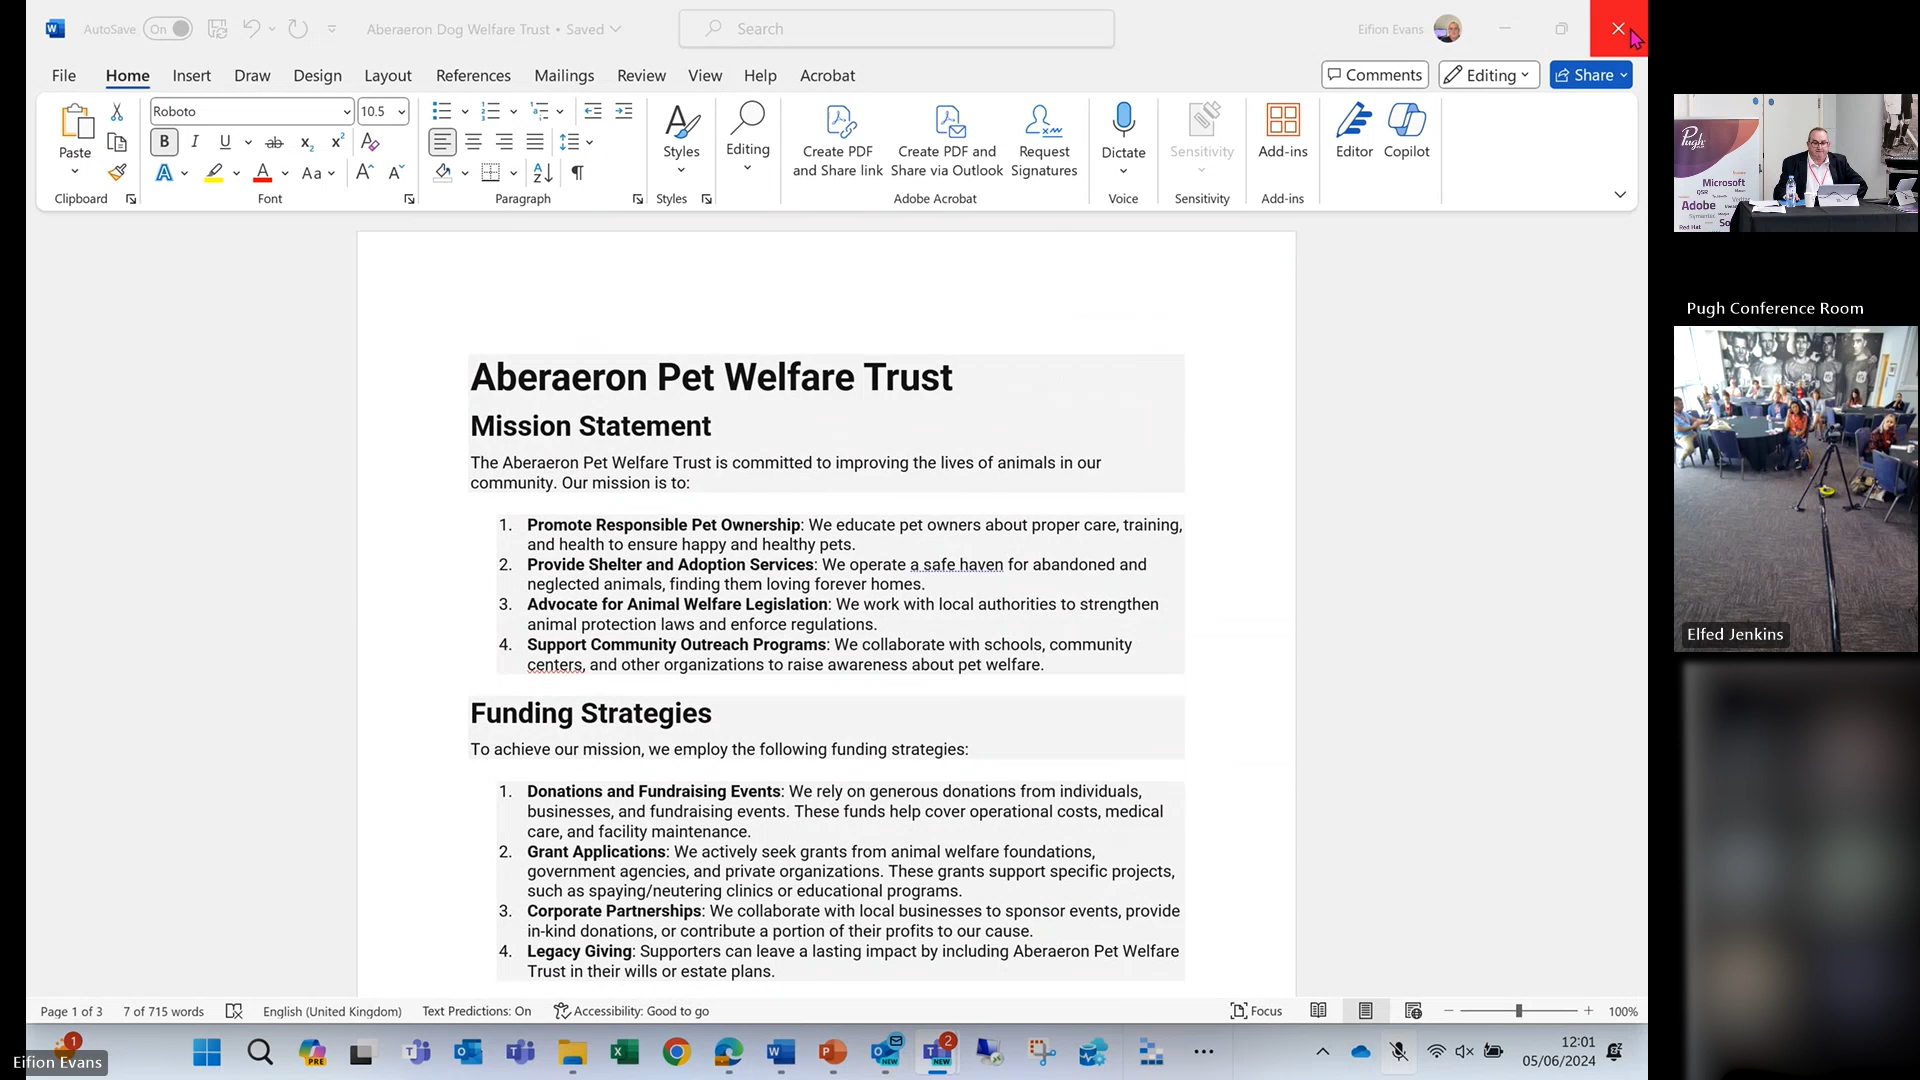 AutoSave On Aberaeron Dog Welfare Trust • Saved Search Eifion Evans
File Home Insert Draw Design Layout References Mailings Review View Help Acrobat Comments Editing Share
Roboto 10.5
Paste
Styles
Editing
Create PDF and Share link
Create PDF and Share via Outlook
Request Signatures
Dictate
Sensitivity
Add-ins
Editor
Copilot
Clipboard Font Paragraph Styles Adobe Acrobat Voice Sensitivity Add-ins
Aberaeron Pet Welfare Trust
Mission Statement
The Aberaeron Pet Welfare Trust is committed to improving the lives of animals in our
community. Our mission is to:
1. Promote Responsible Pet Ownership: We educate pet owners about proper care, training,
and health to ensure happy and healthy pets.
2. Provide Shelter and Adoption Services: We operate a safe haven for abandoned and
neglected animals, finding them loving forever homes.
3. Advocate for Animal Welfare Legislation: We work with local authorities to strengthen
animal protection laws and enforce regulations.
4. Support Community Outreach Programs: We collaborate with schools, community
centers, and other organizations to raise awareness about pet welfare.
Funding Strategies
To achieve our mission, we employ the following funding strategies:
1. Donations and Fundraising Events: We rely on generous donations from individuals,
businesses, and fundraising events. These funds help cover operational costs, medical
care, and facility maintenance.
2. Grant Applications: We actively seek grants from animal welfare foundations,
government agencies, and private organizations. These grants support specific projects,
such as spaying/neutering clinics or educational programs.
3. Corporate Partnerships: We collaborate with local businesses to sponsor events, provide
in-kind donations, or contribute a portion of their profits to our cause.
4. Legacy Giving: Supporters can leave a lasting impact by including Aberaeron Pet Welfare
Trust in their wills or estate plans.
Page 1 of 3 7 of 715 words English (United Kingdom) Text Predictions: On Accessibility: Good to go Focus 100%
1
PRE
NEW
2
NEW
12:01
05/06/2024
Eifion Evans
Pugh
Microsoft
Adobe
Red Hat
Pugh Conference Room
Elfed Jenkins